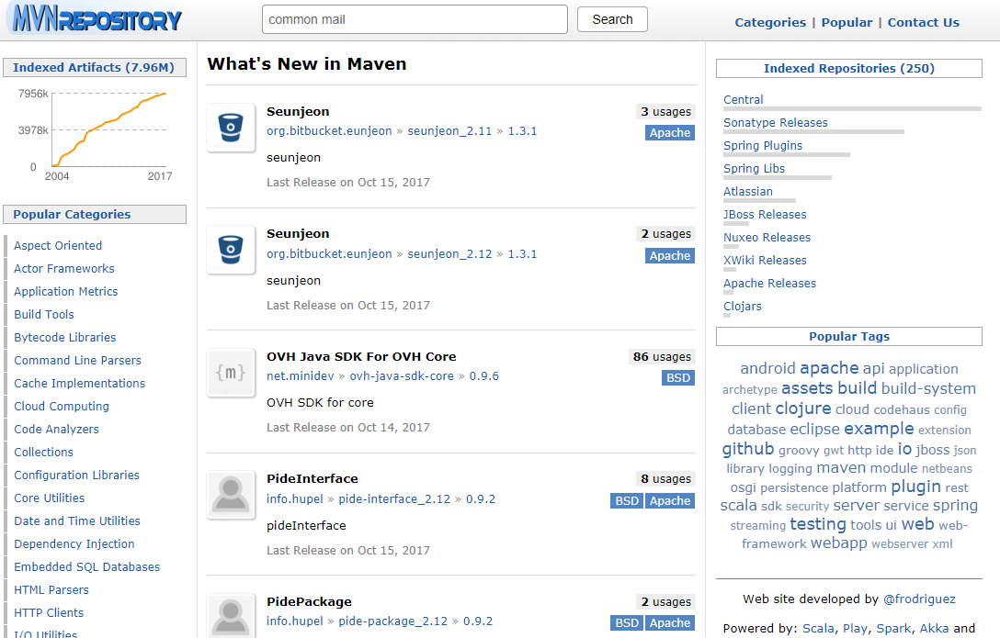 MVNREPOSITORY
common mail
Search
Categories | Popular | Contact Us
Indexed Artifacts (7.96M)
7956k
3978k
0
2004 2017
Popular Categories
Aspect Oriented
Actor Frameworks
Application Metrics
Build Tools
Bytecode Libraries
Command Line Parsers
Cache Implementations
Cloud Computing
Code Analyzers
Collections
Configuration Libraries
Core Utilities
Date and Time Utilities
Dependency Injection
Embedded SQL Databases
HTML Parsers
HTTP Clients
I/O Utilities
What's New in Maven
Seunjeon
3 usages
org.bitbucket.eunjeon » seunjeon_2.11 » 1.3.1
Apache
seunjeon
Last Release on Oct 15, 2017
Seunjeon
2 usages
org.bitbucket.eunjeon » seunjeon_2.12 » 1.3.1
Apache
seunjeon
Last Release on Oct 15, 2017
{m}
OVH Java SDK For OVH Core
86 usages
net.minidev » ovh-java-sdk-core » 0.9.6
BSD
OVH SDK for core
Last Release on Oct 14, 2017
PideInterface
8 usages
info.hupel » pide-interface_2.12 » 0.9.2
BSD Apache
pideInterface
Last Release on Oct 15, 2017
PidePackage
2 usages
info.hupel » pide-package_2.12 » 0.9.2
BSD Apache
Indexed Repositories (250)
Central
Sonatype Releases
Spring Plugins
Spring Libs
Atlassian
JBoss Releases
Nuxeo Releases
XWiki Releases
Apache Releases
Clojars
Popular Tags
android apache api application
archetype assets build build-system
client clojure cloud codehaus config
database eclipse example extension
github groovy gwt http ide io jboss json
library logging maven module netbeans
osgi persistence platform plugin rest
scala sdk security server service spring
streaming testing tools ui web web-
framework webapp webserver xml
Web site developed by @frodriguez
Powered by: Scala, Play, Spark, Akka and